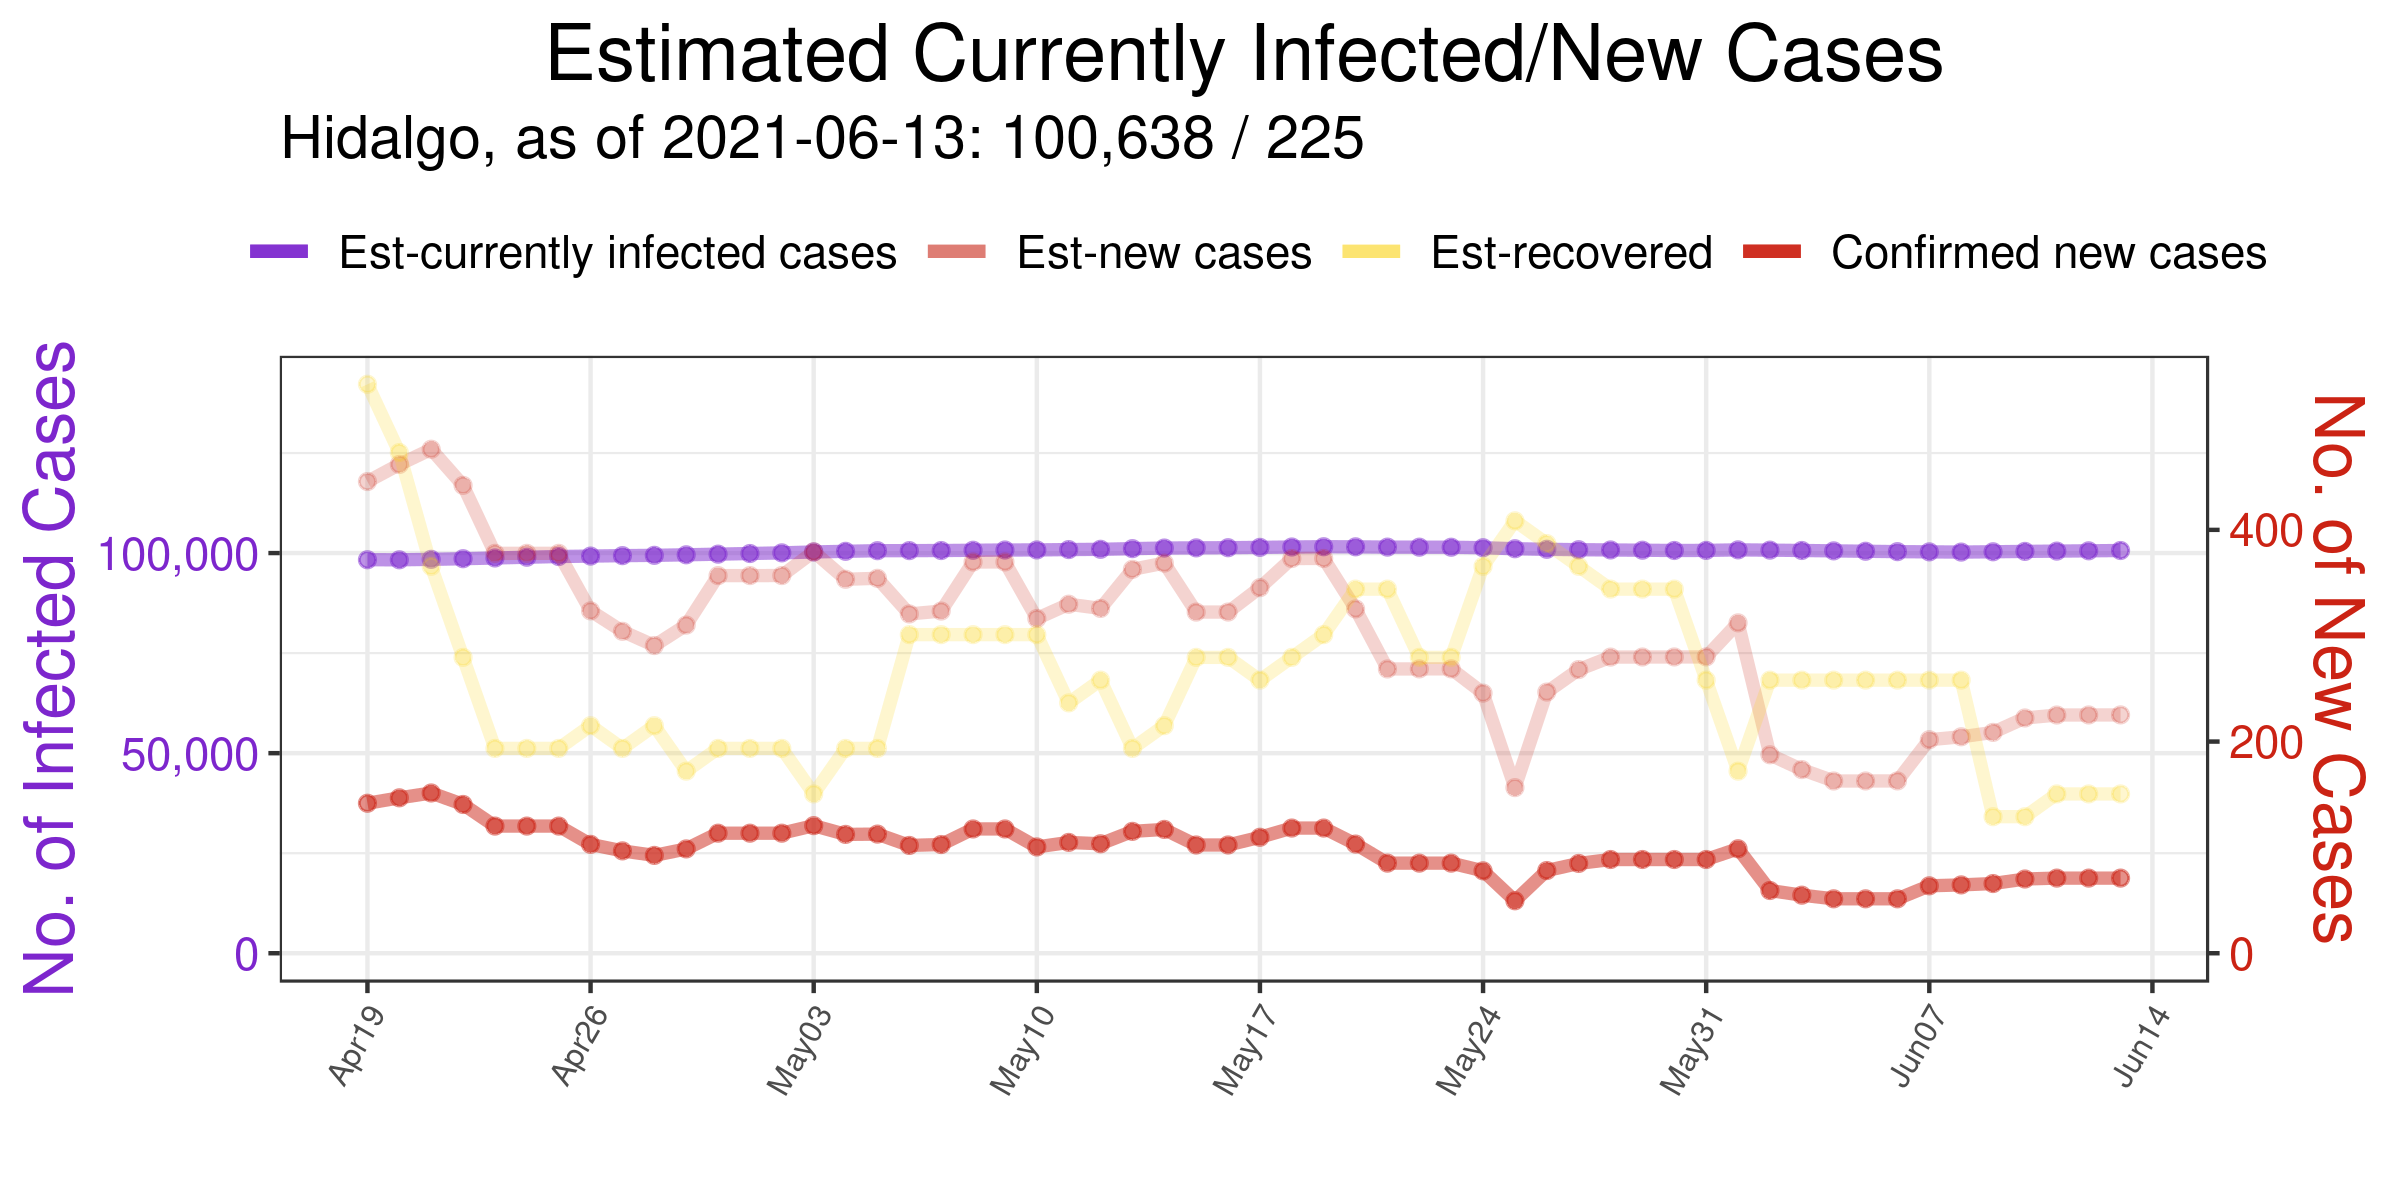 Estimated Currently Infected/New Cases
Hidalgo, as of 2021-06-13: 100,638 / 225
Est-currently infected cases
Est-new cases
Est-recovered
Confirmed new cases
No. of Infected Cases
100,000
50,000
0
No. of New Cases
400
200
0
Apr19
Apr26
May03
May10
May17
May24
May31
Jun07
Jun14